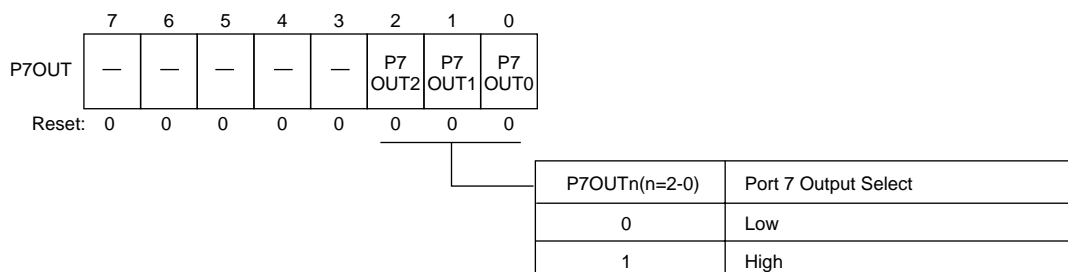 7 6 5 4 3 2 1 0
P7OUT — — — — — P7 OUT2 P7 OUT1 P7 OUT0
Reset: 0 0 0 0 0 0 0 0
P7OUTn(n=2-0) Port 7 Output Select
0 Low
1 High